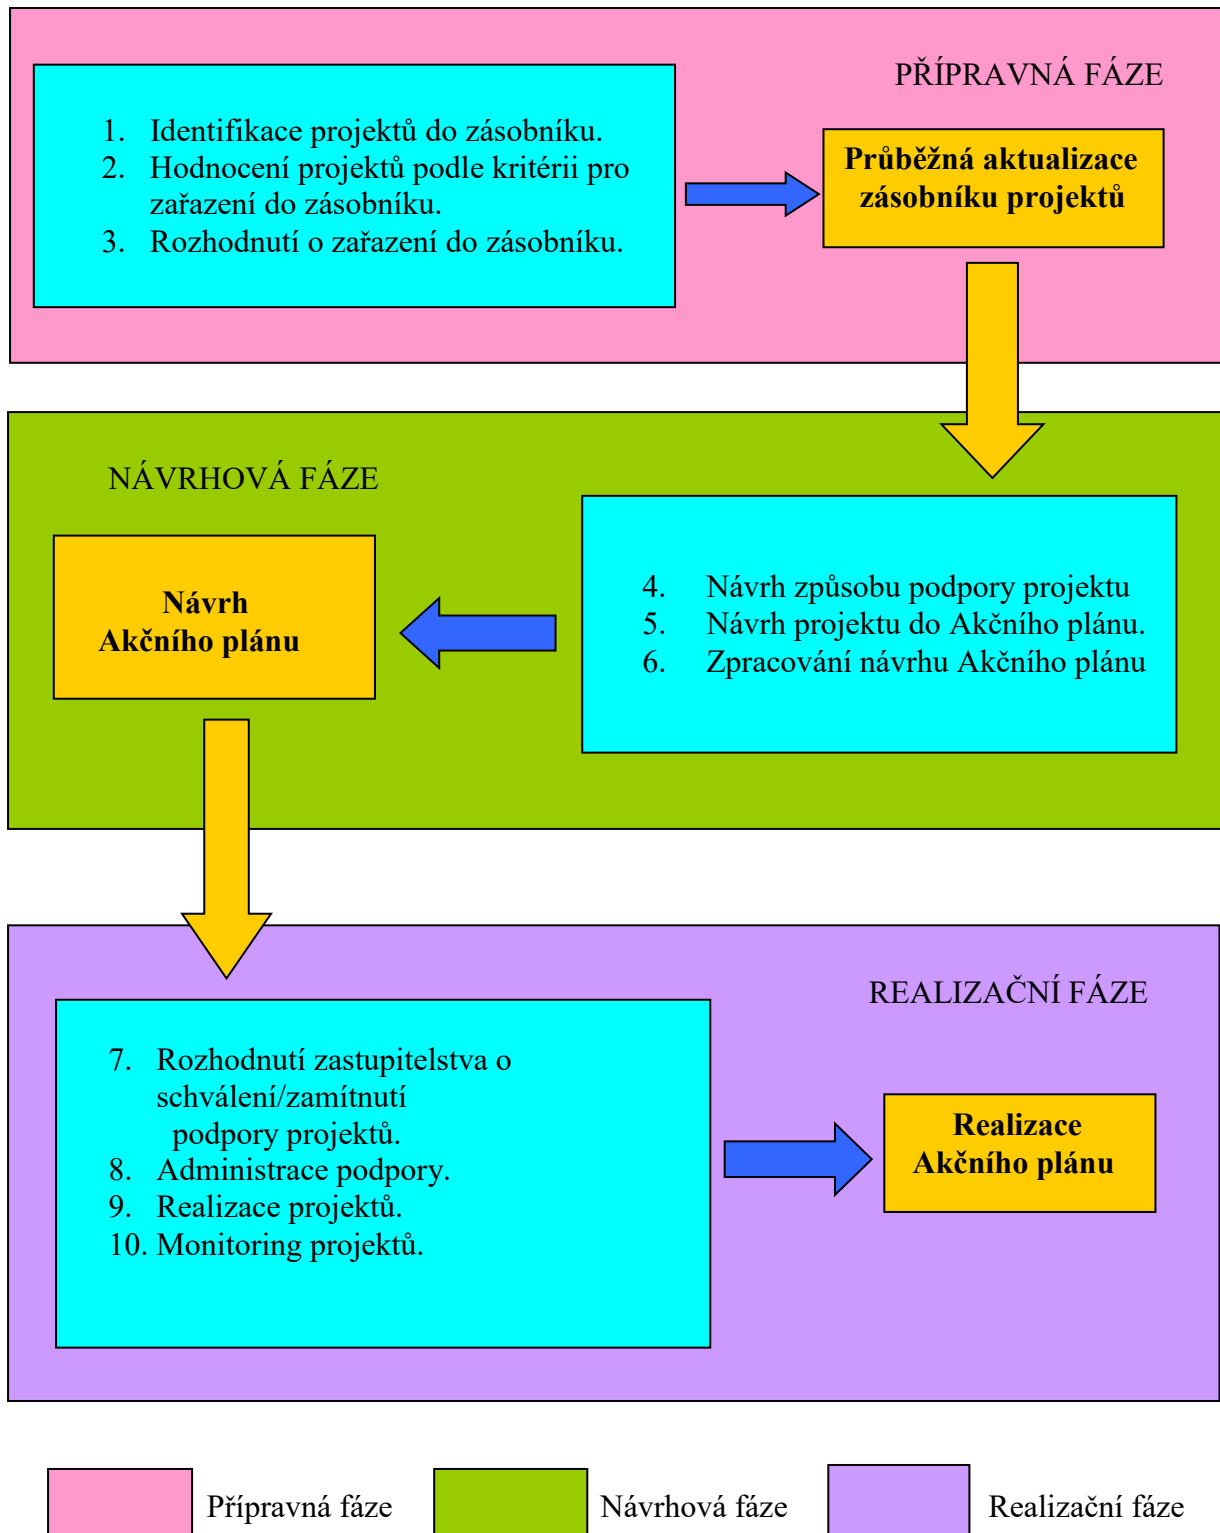 PŘÍPRAVNÁ FÁZE
1. Identifikace projektů do zásobníku.
2. Hodnocení projektů podle kritérii pro
zařazení do zásobníku.
3. Rozhodnutí o zařazení do zásobníku.
Průběžná aktualizace
zásobníku projektů
NÁVRHOVÁ FÁZE
4. Návrh způsobu podpory projektu
5. Návrh projektu do Akčního plánu.
6. Zpracování návrhu Akčního plánu
Návrh
Akčního plánu
REALIZAČNÍ FÁZE
7. Rozhodnutí zastupitelstva o
schválení/zamítnutí
podpory projektů.
8. Administrace podpory.
9. Realizace projektů.
10. Monitoring projektů.
Realizace
Akčního plánu
Přípravná fáze
Návrhová fáze
Realizační fáze